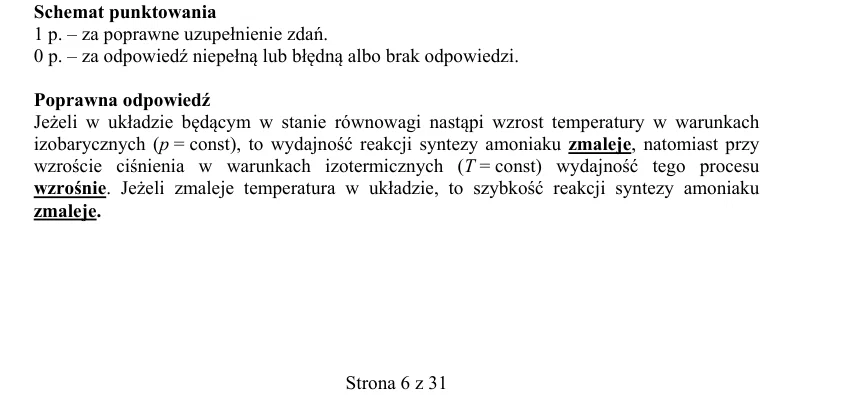 Schemat punktowania
1 p. – za poprawne uzupełnienie zdań.
0 p. – za odpowiedź niepełną lub błędną albo brak odpowiedzi.
Poprawna odpowiedź
Jeżeli w układzie będącym w stanie równowagi nastąpi wzrost temperatury w warunkach
izobarycznych (p = const), to wydajność reakcji syntezy amoniaku zmaleje, natomiast przy
wzroście ciśnienia w warunkach izotermicznych (T = const) wydajność tego procesu
wzrośnie. Jeżeli zmaleje temperatura w układzie, to szybkość reakcji syntezy amoniaku
zmaleje.
Strona 6 z 31